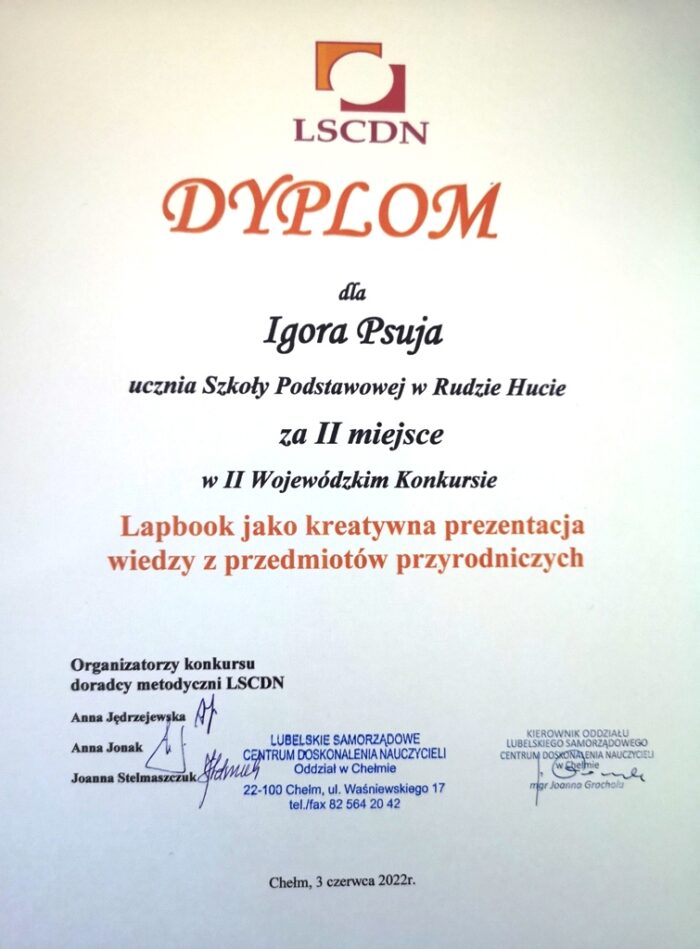 LSCDN
DYPLOM
dla
Igora Psuja
ucznia Szkoły Podstawowej w Rudzie Hucie
za II miejsce
w II Wojewódzkim Konkursie
Lapbook jako kreatywna prezentacja
wiedzy z przedmiotów przyrodniczych
Organizatorzy konkursu
doradcy metodyczni LSCDN
Anna Jędrzejewska
Anna Jonak
Joanna Stelmaszczuk
LUBELSKIE SAMORZĄDOWE
CENTRUM DOSKONALENIA NAUCZYCIELI
Oddział w Chełmie
22-100 Chełm, ul. Waśniewskiego 17
tel./fax 82 564 20 42
KIEROWNIK ODDZIAŁU
LUBELSKIEGO SAMORZĄDOWEGO
CENTRUM DOSKONALENIA NAUCZYCIELI
w Chełmie
mgr Joanna Grochola
Chełm, 3 czerwca 2022r.